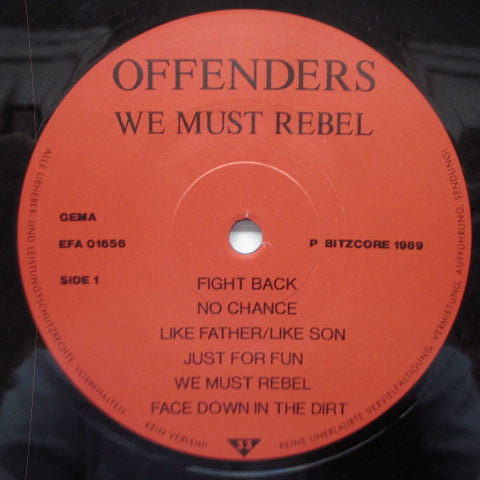 OFFENDERS
WE MUST REBEL
GEMA
EFA 01656
P BITZCORE 1989
SIDE 1
FIGHT BACK
NO CHANCE
LIKE FATHER/LIKE SON
JUST FOR FUN
WE MUST REBEL
FACE DOWN IN THE DIRT
ALLE URHEBER- UND LEISTUNGSSCHUTZRECHTE VORBEHALTEN
KEIN VERLEIH!
SS
KEINE UNERLAUBTE VERVIELFÄLTIGUNG, VERMIETUNG, AUFFÜHRUNG, SENDUNG!